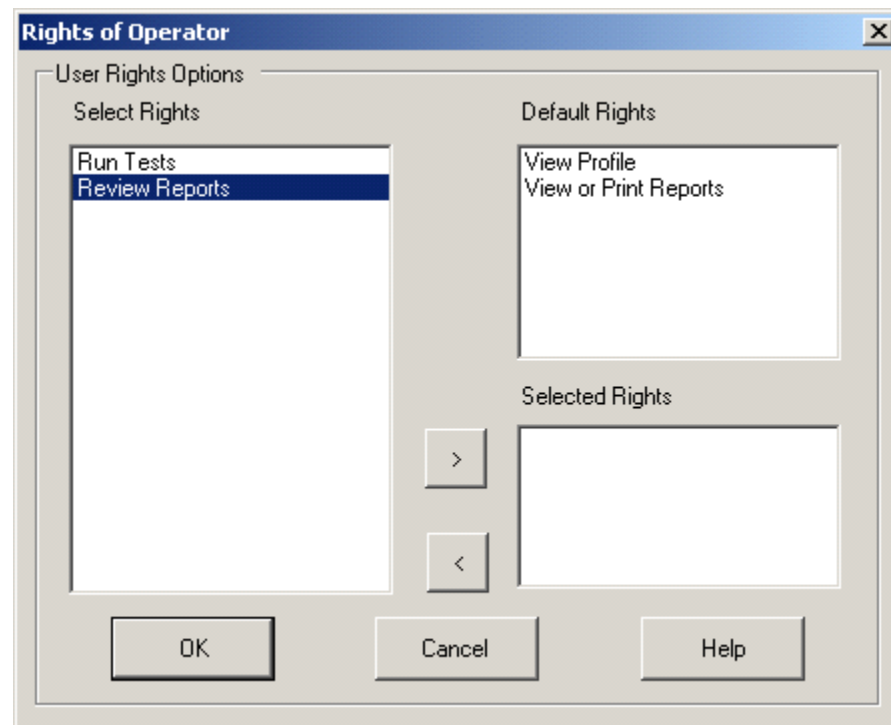 Rights of Operator
User Rights Options
Select Rights
Run Tests
Review Reports
Default Rights
View Profile
View or Print Reports
Selected Rights
>
<
OK
Cancel
Help